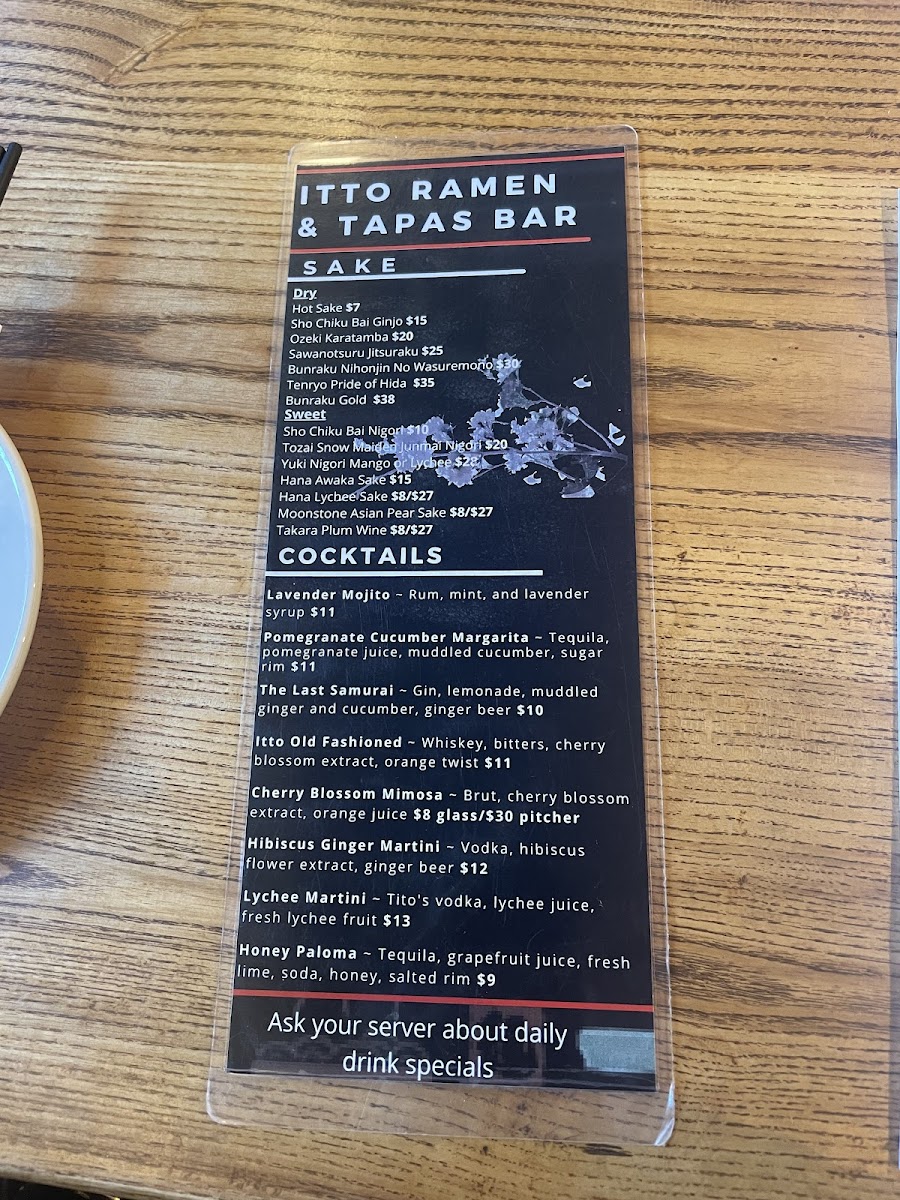 ITTO RAMEN
& TAPAS BAR
SAKE
Dry
Hot Sake $7
Sho Chiku Bai Ginjo $15
Ozeki Karatamba $20
Sawanotsuru Jitsuraku $25
Bunraku Nihonjin No Wasuremono $30
Tenryo Pride of Hida $35
Bunraku Gold $38
Sweet
Sho Chiku Bai Nigori $10
Tozai Snow Maiden Junmai Nigori $20
Yuki Nigori Mango or Lychee $28
Hana Awaka Sake $15
Hana Lychee Sake $8/$27
Moonstone Asian Pear Sake $8/$27
Takara Plum Wine $8/$27
COCKTAILS
Lavender Mojito ~ Rum, mint, and lavender
syrup $11
Pomegranate Cucumber Margarita ~ Tequila,
pomegranate juice, muddled cucumber, sugar
rim $11
The Last Samurai ~ Gin, lemonade, muddled
ginger and cucumber, ginger beer $10
Itto Old Fashioned ~ Whiskey, bitters, cherry
blossom extract, orange twist $11
Cherry Blossom Mimosa ~ Brut, cherry blossom
extract, orange juice $8 glass/$30 pitcher
Hibiscus Ginger Martini ~ Vodka, hibiscus
flower extract, ginger beer $12
Lychee Martini ~ Tito's vodka, lychee juice,
fresh lychee fruit $13
Honey Paloma ~ Tequila, grapefruit juice, fresh
lime, soda, honey, salted rim $9
Ask your server about daily
drink specials